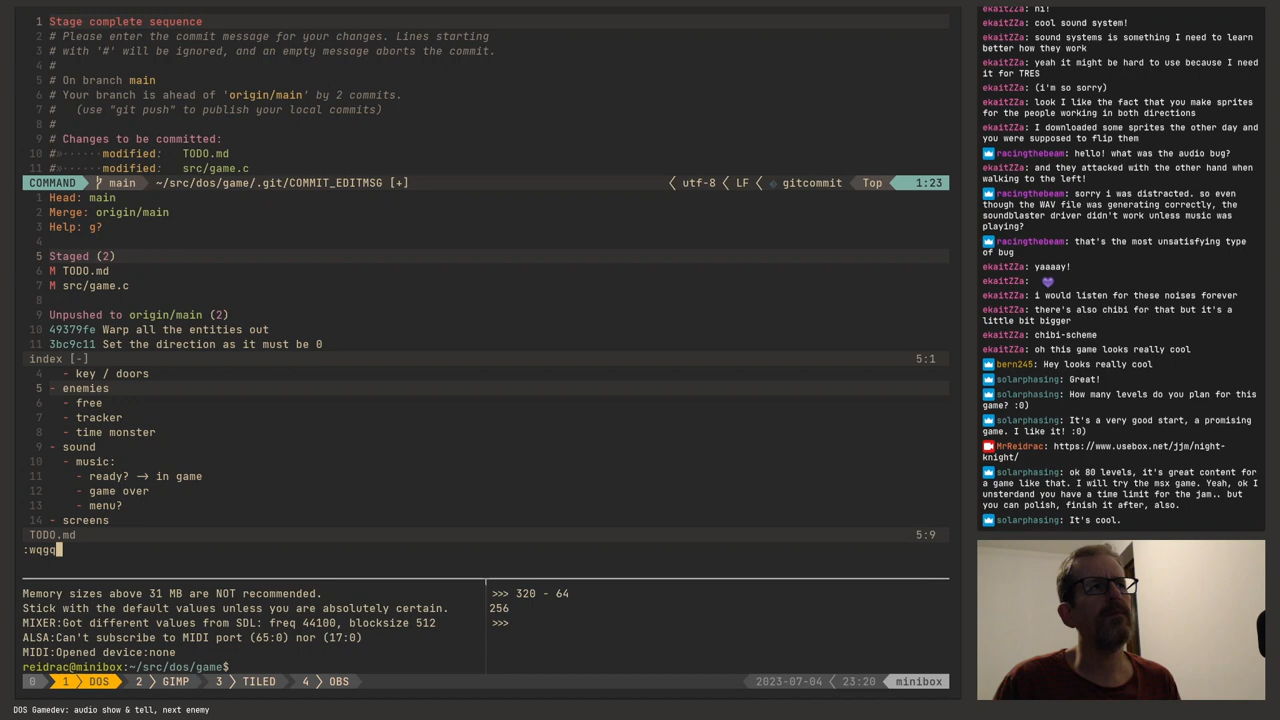 1 Stage complete sequence
2 # Please enter the commit message for your changes. Lines starting
3 # with '#' will be ignored, and an empty message aborts the commit.
4 #
5 # On branch main
6 # Your branch is ahead of 'origin/main' by 2 commits.
7 #   (use "git push" to publish your local commits)
8 #
9 # Changes to be committed:
10 #»······modified:   TODO.md
11 #»······modified:   src/game.c
COMMAND main ~/src/dos/game/.git/COMMIT_EDITMSG [+] utf-8 LF gitcommit Top 1:23
1 Head: main
2 Merge: origin/main
3 Help: g?
4
5 Staged (2)
6 M TODO.md
7 M src/game.c
8
9 Unpushed to origin/main (2)
10 49379fe Warp all the entities out
11 3bc9c11 Set the direction as it must be 0
index [-] 5:1
4 - key / doors
5 - enemies
6 - free
7 - tracker
8 - time monster
9 - sound
10 - music:
11 - ready? → in game
12 - game over
13 - menu?
14 - screens
TODO.md 5:9
:wqgq
Memory sizes above 31 MB are NOT recommended.
Stick with the default values unless you are absolutely certain.
MIXER:Got different values from SDL: freq 44100, blocksize 512
ALSA:Can't subscribe to MIDI port (65:0) nor (17:0)
MIDI:Opened device:none
reidrac@minibox:~/src/dos/game$
>>> 320 - 64
256
>>>
0 1 DOS 2 GIMP 3 TILED 4 OBS 2023-07-04 23:20 minibox
DOS Gamedev: audio show & tell, next enemy
ekaitZZa: hi!
ekaitZZa: cool sound system!
ekaitZZa: sound systems is something I need to learn
better how they work
ekaitZZa: yeah it might be hard to use because I need
it for TRES
ekaitZZa: (i'm so sorry)
ekaitZZa: look I like the fact that you make sprites
for the people working in both directions
ekaitZZa: I downloaded some sprites the other day and
you were supposed to flip them
racingthebeam: hello! what was the audio bug?
ekaitZZa: and they attacked with the other hand when
walking to the left!
racingthebeam: sorry i was distracted. so even
though the WAV file was generating correctly, the
soundblaster driver didn't work unless music was
playing?
racingthebeam: that's the most unsatisfying type
of bug
ekaitZZa: yaaaay!
ekaitZZa: 💜
ekaitZZa: i would listen for these noises forever
ekaitZZa: there's also chibi for that but it's a
little bit bigger
ekaitZZa: chibi-scheme
ekaitZZa: oh this game looks really cool
bern245: Hey looks really cool
solarphasing: Great!
solarphasing: How many levels do you plan for this
game? :0)
solarphasing: It's a very good start, a promising
game. I like it! :0)
MrReidrac: https://www.usebox.net/jjm/night-
knight/
solarphasing: ok 80 levels, it's great content for
a game like that. I will try the msx game. Yeah, ok I
unsterdand you have a time limit for the jam.. but
you can polish, finish it after, also.
solarphasing: It's cool.